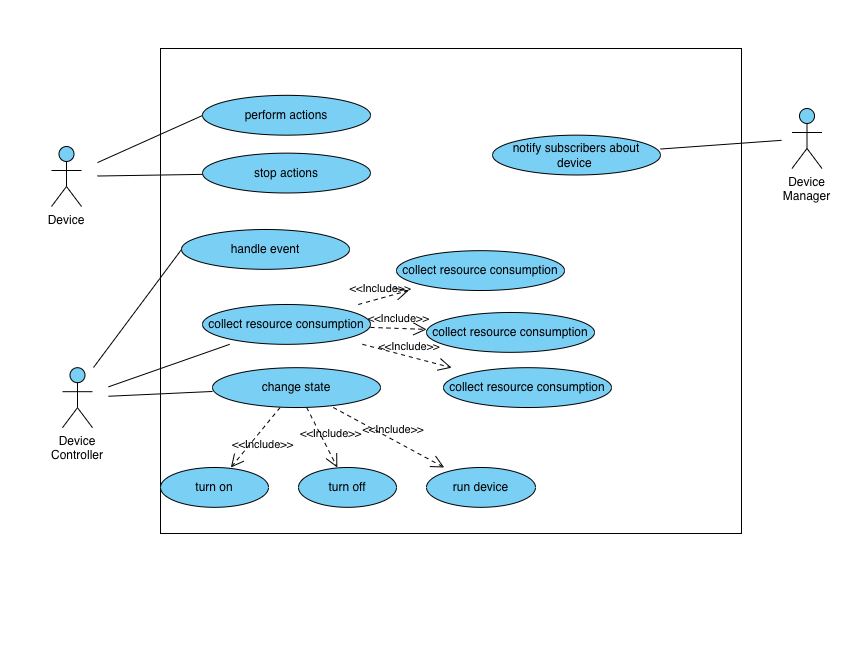 perform actions
notify subscribers about
device
stop actions
Device
Manager
Device
handle event
collect resource consumption
<<Include>>
collect resource consumption
<<Include>>
collect resource consumption
<<Include>>
collect resource consumption
change state
Device
Controller
<<Include>>
<<Include>>
<<Include>>
turn on
turn off
run device